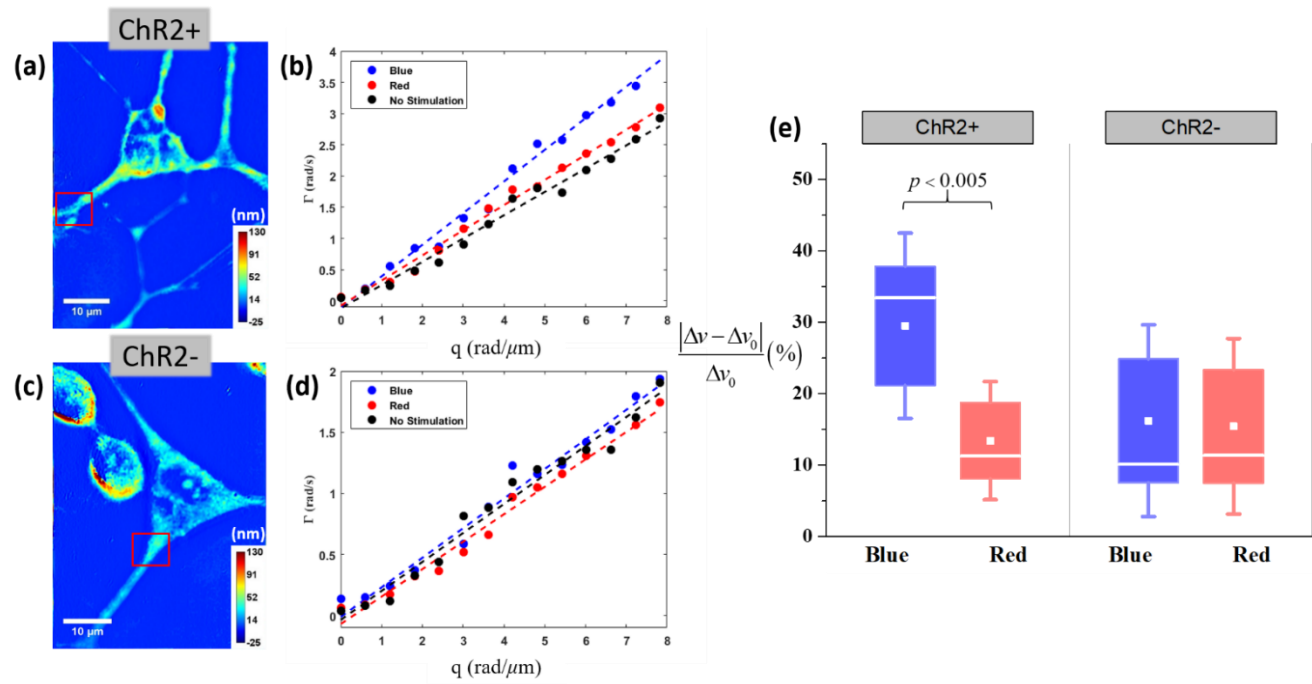 ChR2+
(a)
(nm)
130
91
52
14
-25
10 μm
(b)
Blue
Red
No Stimulation
Γ (rad/s)
4
3.5
3
2.5
2
1.5
1
0.5
0
0 1 2 3 4 5 6 7 8
q (rad/μm)
ChR2-
(c)
(nm)
130
91
52
14
-25
10 μm
(d)
Blue
Red
No Stimulation
Γ (rad/s)
2
1.5
1
0.5
0
0 1 2 3 4 5 6 7 8
q (rad/μm)
(e)
ChR2+ ChR2-
p < 0.005
|Δv − Δv₀|
Δv₀
(%)
50
40
30
20
10
0
Blue Red Blue Red